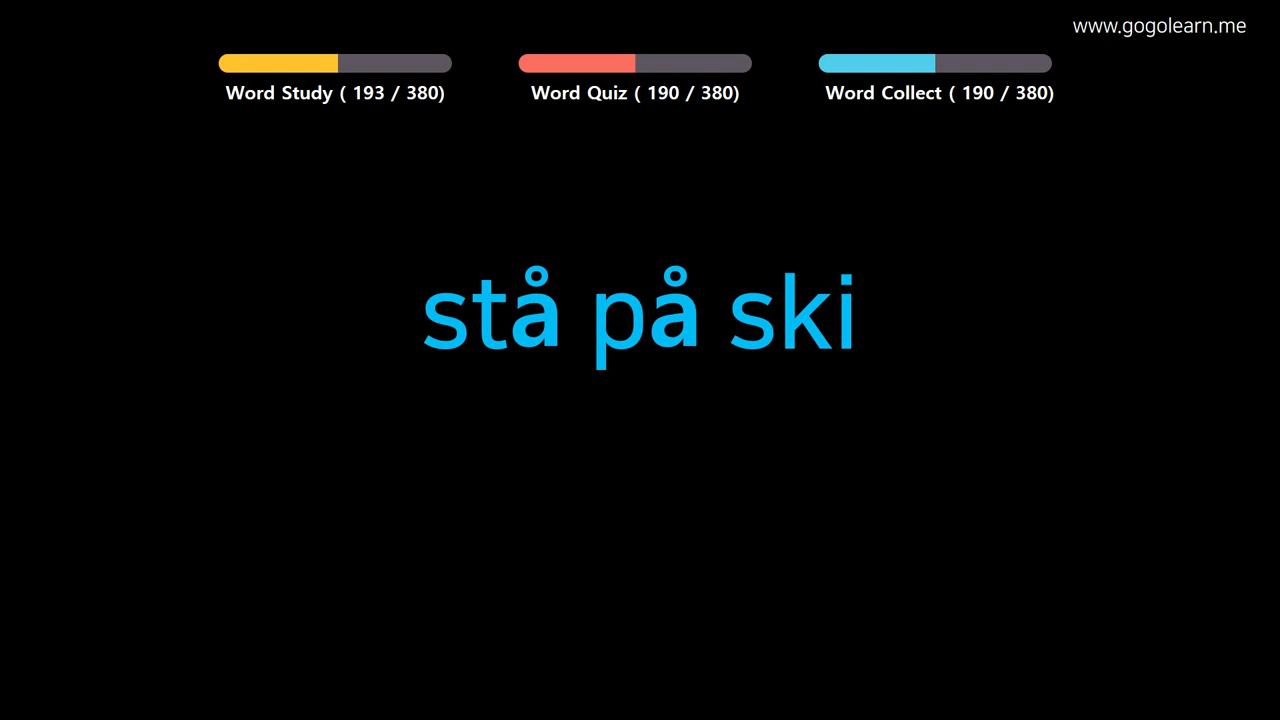 www.gogolearn.me
Word Study ( 193 / 380)
Word Quiz ( 190 / 380)
Word Collect ( 190 / 380)
stå på ski